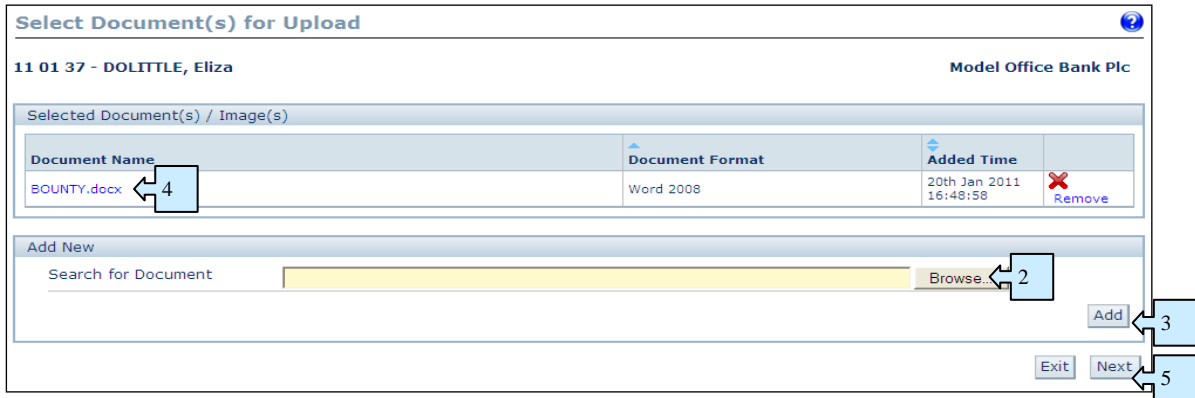 Select Document(s) for Upload ?
11 01 37 - DOLITTLE, Eliza Model Office Bank Plc
Selected Document(s) / Image(s)
Document Name Document Format Added Time
BOUNTY.docx 4 Word 2008 20th Jan 2011
16:48:58 Remove
Add New
Search for Document Browse... 2
Add 3
Exit Next 5